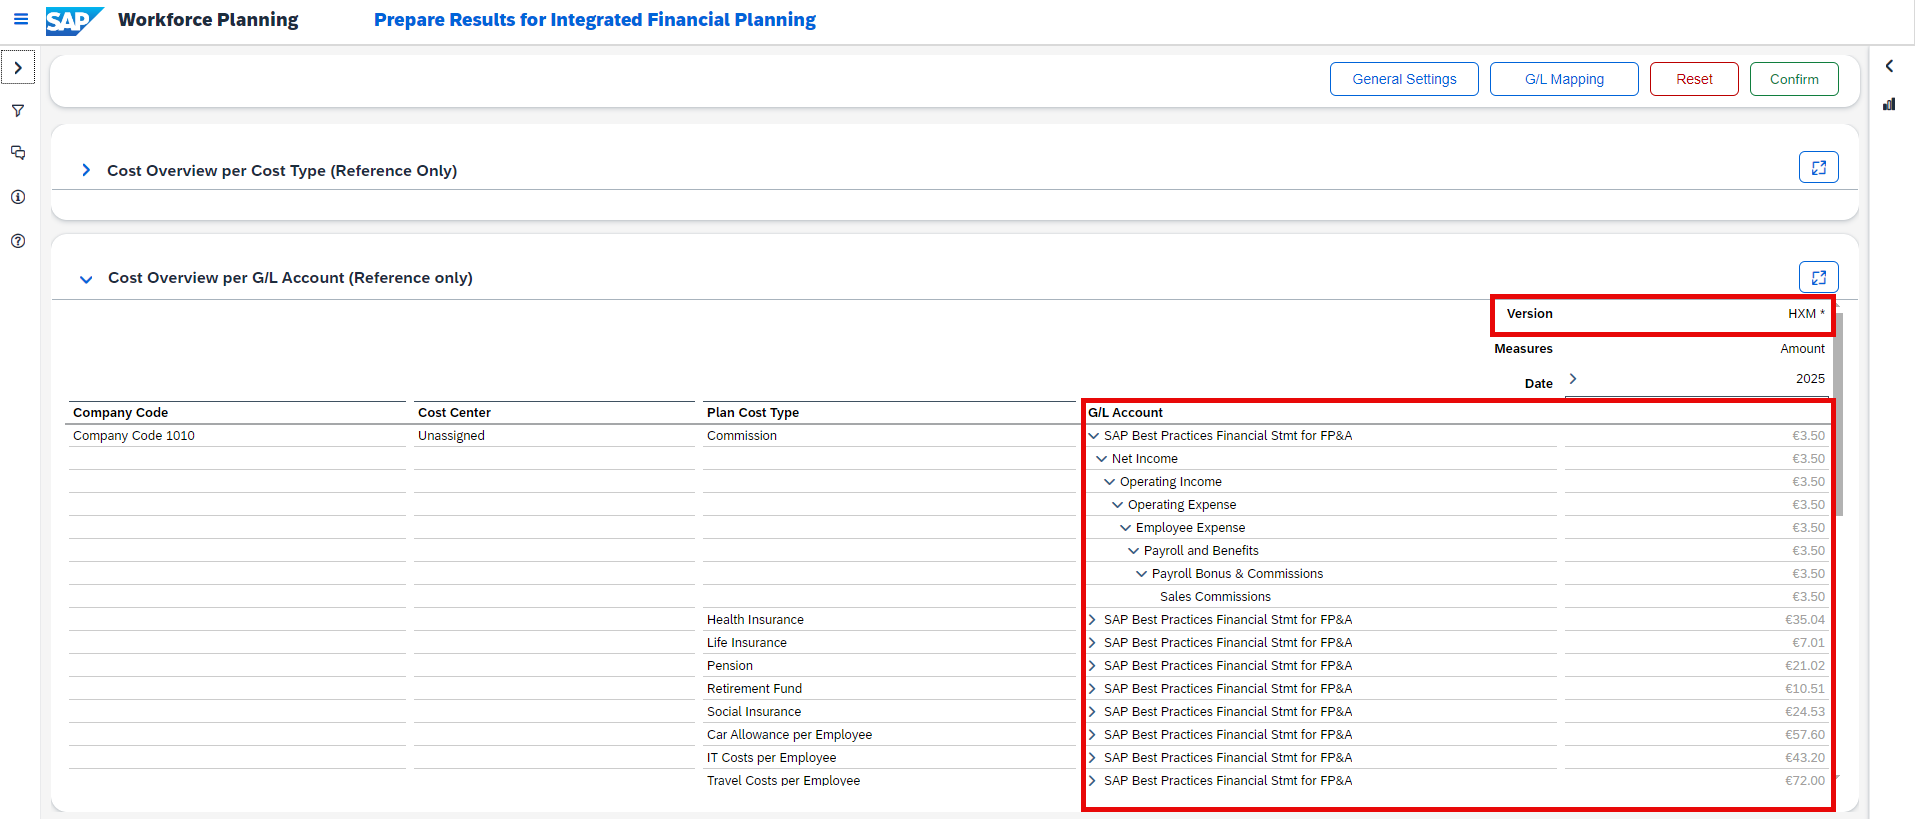 SAP Workforce Planning Prepare Results for Integrated Financial Planning
General Settings G/L Mapping Reset Confirm
Cost Overview per Cost Type (Reference Only)
Cost Overview per G/L Account (Reference only)
Version HXM *
Measures Amount
Date 2025
Company Code Cost Center Plan Cost Type G/L Account
Company Code 1010 Unassigned Commission SAP Best Practices Financial Stmt for FP&A €3.50
Net Income €3.50
Operating Income €3.50
Operating Expense €3.50
Employee Expense €3.50
Payroll and Benefits €3.50
Payroll Bonus & Commissions €3.50
Sales Commissions €3.50
Health Insurance SAP Best Practices Financial Stmt for FP&A €35.04
Life Insurance SAP Best Practices Financial Stmt for FP&A €7.01
Pension SAP Best Practices Financial Stmt for FP&A €21.02
Retirement Fund SAP Best Practices Financial Stmt for FP&A €10.51
Social Insurance SAP Best Practices Financial Stmt for FP&A €24.53
Car Allowance per Employee SAP Best Practices Financial Stmt for FP&A €57.60
IT Costs per Employee SAP Best Practices Financial Stmt for FP&A €43.20
Travel Costs per Employee SAP Best Practices Financial Stmt for FP&A €72.00